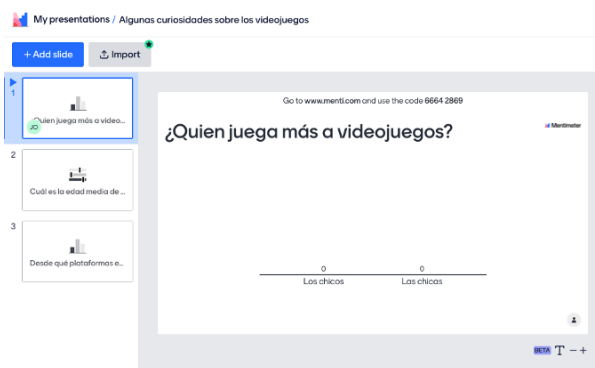 My presentations / Algunas curiosidades sobre los videojuegos
+ Add slide
Import
1
Quien juega más a video...
JO
2
Cuál es la edad media de ...
3
Desde qué plataformas e...
Go to www.menti.com and use the code 6664 2869
¿Quien juega más a videojuegos?
Mentimeter
0 0
Los chicos Las chicas
BETA T − +